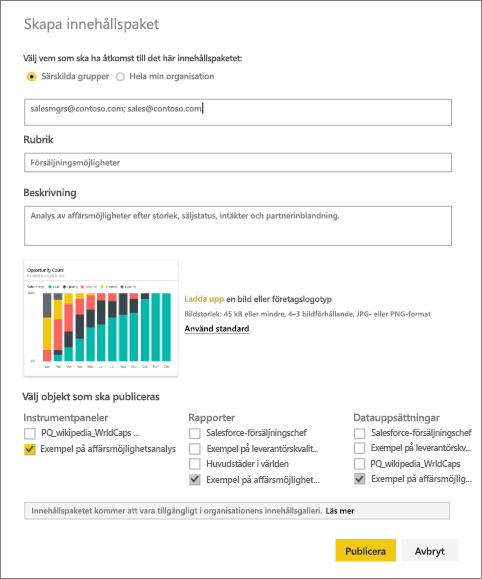 Skapa innehållspaket
Välj vem som ska ha åtkomst till det här innehållspaketet:
Särskilda grupper Hela min organisation
salesmgrs@contoso.com; sales@contoso.com
Rubrik
Försäljningsmöjligheter
Beskrivning
Analys av affärsmöjligheter efter storlek, säljstatus, intäkter och partnerinblandning.
Opportunity Count
100%
0%
Ladda upp en bild eller företagslogotyp
Bildstorlek: 45 kB eller mindre, 4–3 bildförhållande, JPG- eller PNG-format
Använd standard
Välj objekt som ska publiceras
Instrumentpaneler
PQ_wikipedia_WrldCaps ...
Exempel på affärsmöjlighetsanalys
Rapporter
Salesforce-försäljningschef
Exempel på leverantörskvalit...
Huvudstäder i världen
Exempel på affärsmöjlighet...
Datauppsättningar
Salesforce-försäljningschef
Exempel på leverantörskv...
PQ_wikipedia_WrldCaps
Exempel på affärsmöjlig...
Innehållspaketet kommer att vara tillgängligt i organisationens innehållsgalleri. Läs mer
Publicera Avbryt